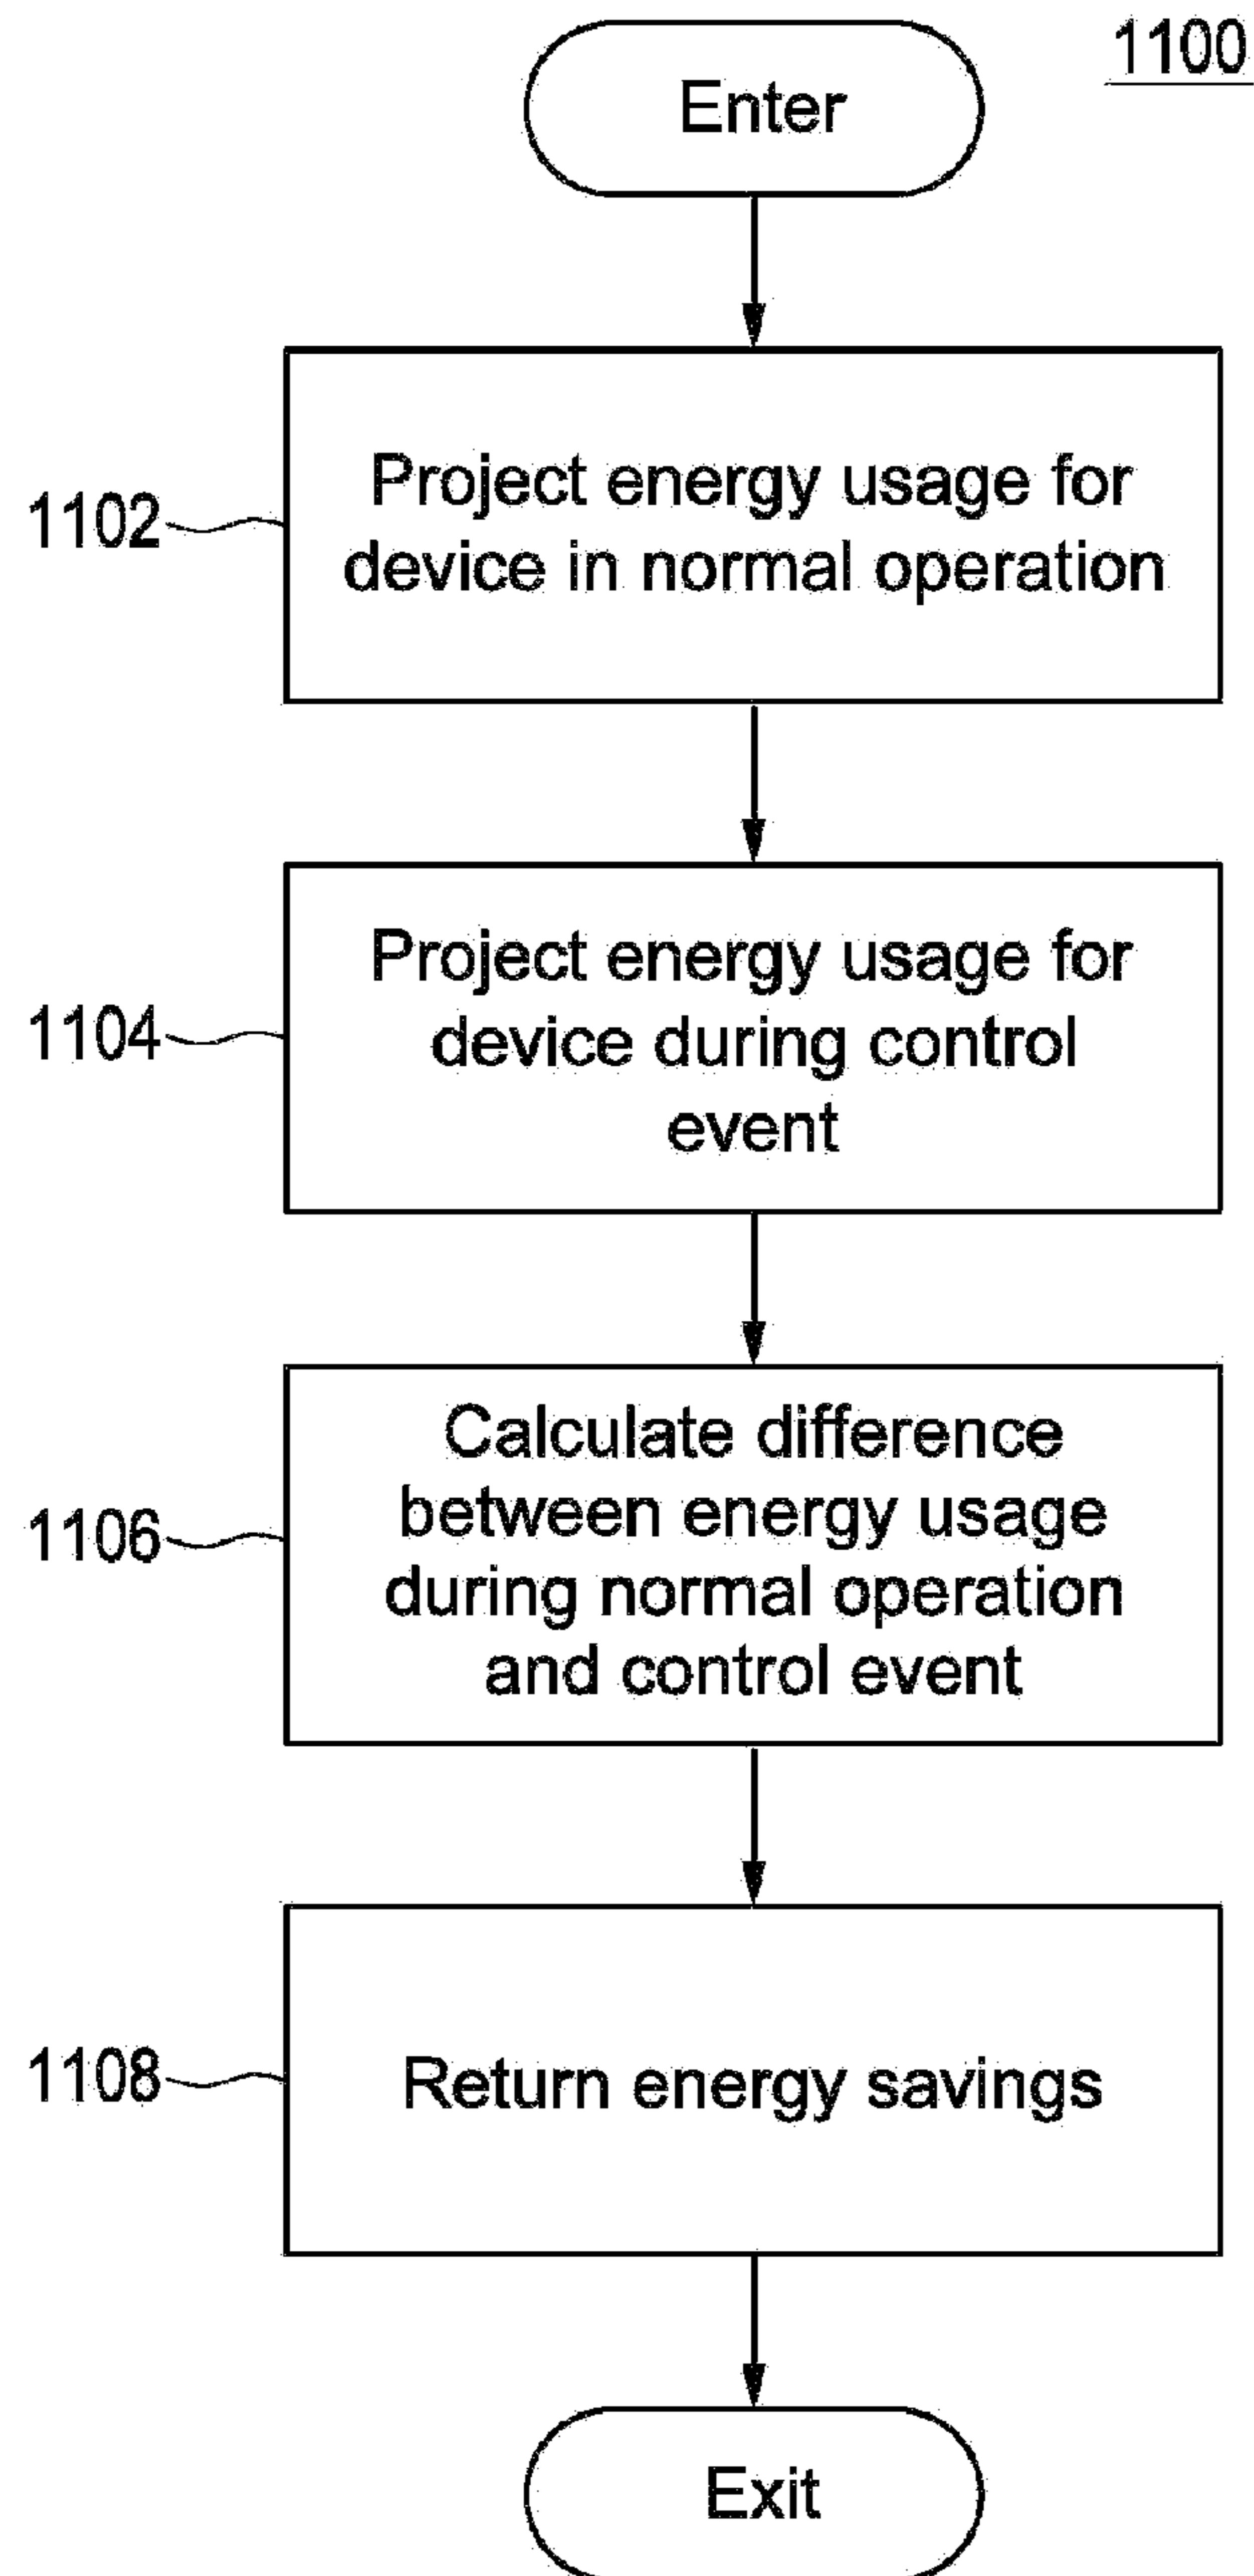 1100
Enter
1102
Project energy usage for
device in normal operation
1104
Project energy usage for
device during control
event
1106
Calculate difference
between energy usage
during normal operation
and control event
1108
Return energy savings
Exit